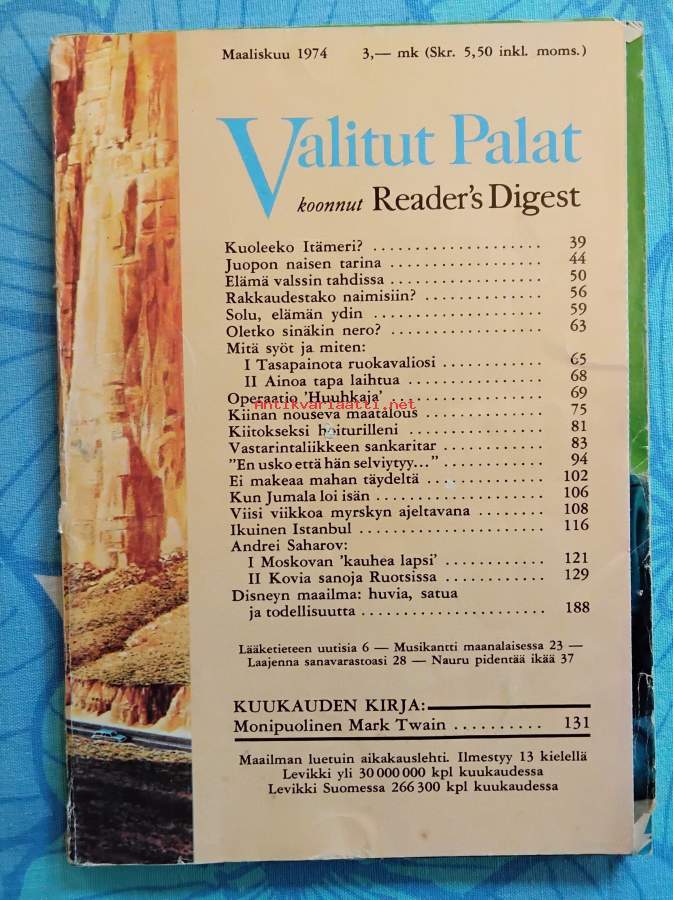 Maaliskuu 1974 3,— mk (Skr. 5,50 inkl. moms.)
Valitut Palat
koonnut Reader's Digest
Kuoleeko Itämeri? .................... 39
Juopon naisen tarina .................. 44
Elämä valssin tahdissa .................. 50
Rakkaudestako naimisiin? .............. 56
Solu, elämän ydin .................... 59
Oletko sinäkin nero? .................. 63
Mitä syöt ja miten:
I Tasapainota ruokavaliosi ............ 65
II Ainoa tapa laihtua ................ 68
Operaatio 'Huuhkaja' .................. 69
Antikvariaatti.net
Kiinan nouseva maatalous .............. 75
Kiitokseksi hoiturilleni ................ 81
Vastarintaliikkeen sankaritar ............ 83
"En usko että hän selviytyy..." .......... 94
Ei makeaa mahan täydeltä .............. 102
Kun Jumala loi isän .................... 106
Viisi viikkoa myrskyn ajeltavana .......... 108
Ikuinen Istanbul ...................... 116
Andrei Saharov:
I Moskovan 'kauhea lapsi' ............ 121
II Kovia sanoja Ruotsissa ............ 129
Disneyn maailma: huvia, satua
ja todellisuutta ...................... 188
Lääketieteen uutisia 6 — Musikantti maanalaisessa 23 —
Laajenna sanavarastoasi 28 — Nauru pidentää ikää 37
KUUKAUDEN KIRJA:
Monipuolinen Mark Twain .......... 131
Maailman luetuin aikakauslehti. Ilmestyy 13 kielellä
Levikki yli 30 000 000 kpl kuukaudessa
Levikki Suomessa 266 300 kpl kuukaudessa